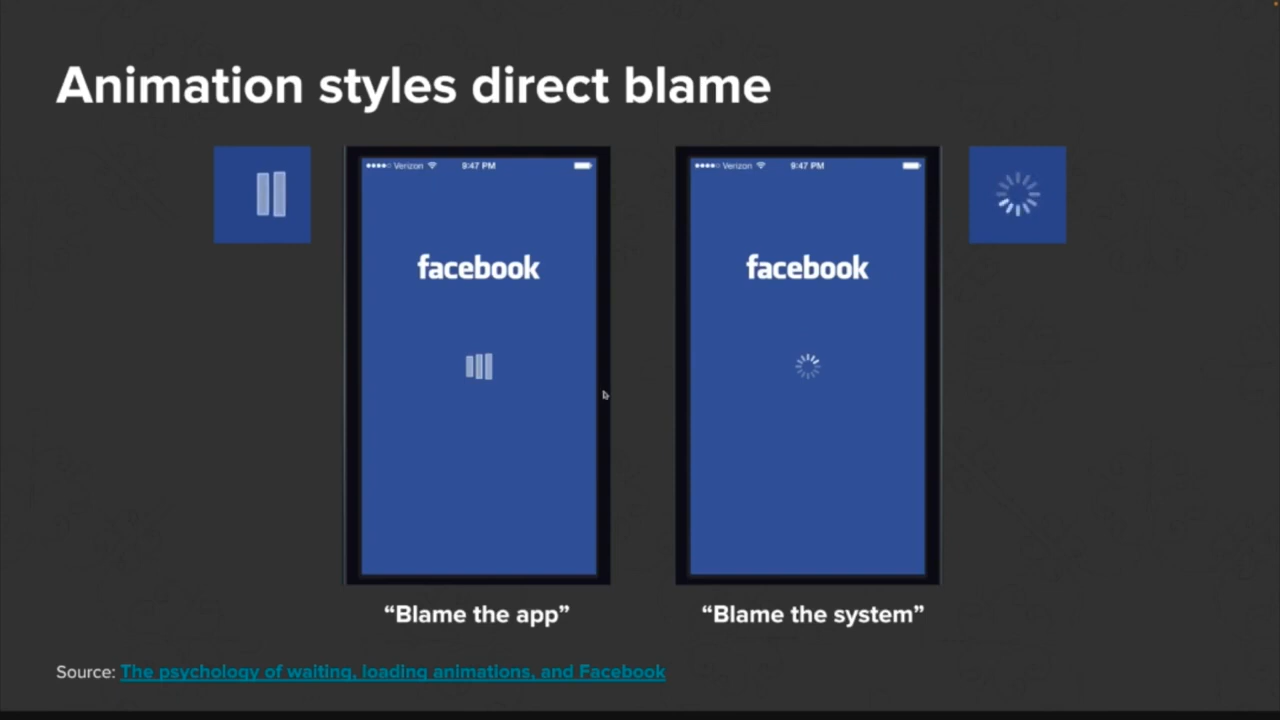 Animation styles direct blame
Verizon 9:47 PM
Verizon 9:47 PM
facebook
facebook
“Blame the app”
“Blame the system”
Source: The psychology of waiting, loading animations, and Facebook